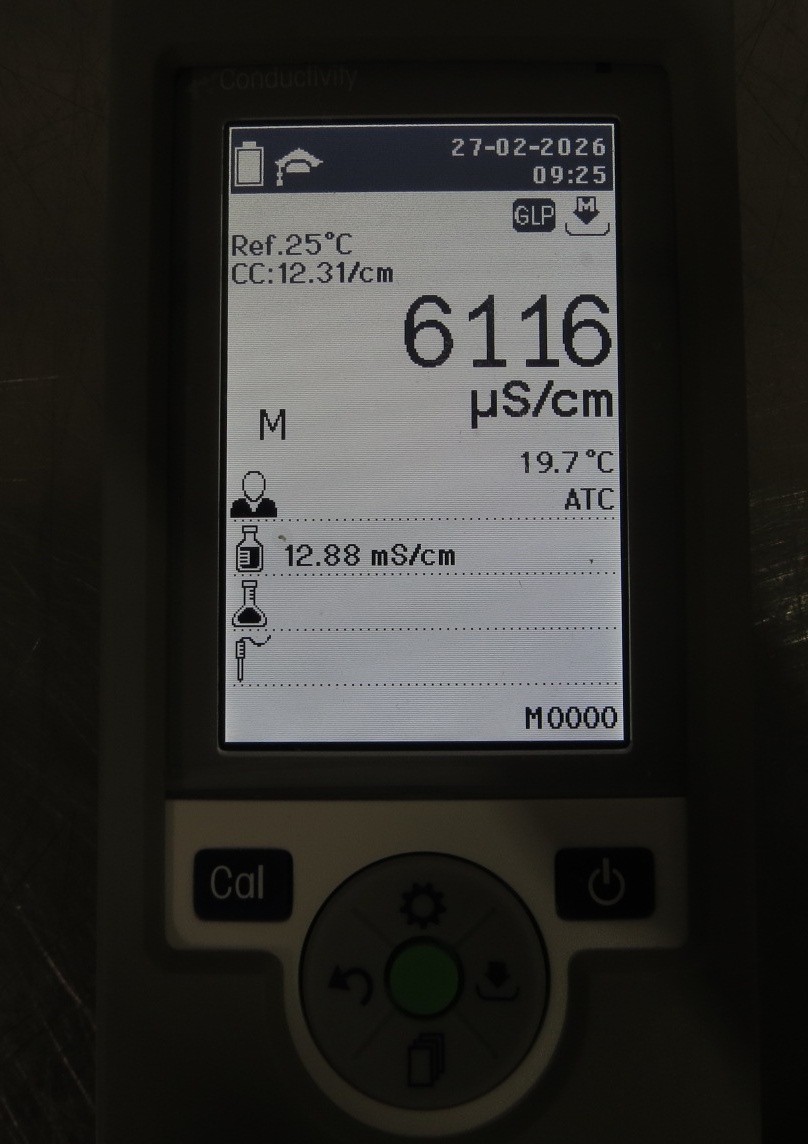 Conductivity
27-02-2026
09:25
GLP M
Ref.25°C
CC:12.31/cm
6116
µS/cm
M
19.7°C
ATC
12.88 mS/cm
M0000
Cal